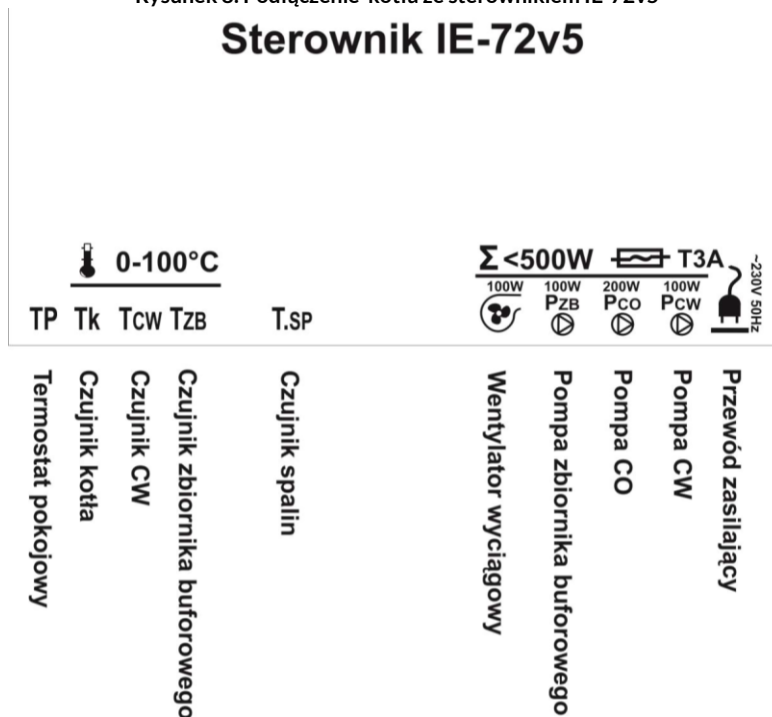 Rysunek 8. Podłączenie kotła ze sterownikiem IE-72v5
Sterownik IE-72v5
0-100°C
Σ<500W T3A
~230V 50Hz
100W 100W 200W 100W
PZB PCO PCW
TP Tk TCW TZB T.SP
Termostat pokojowy
Czujnik kotła
Czujnik CW
Czujnik zbiornika buforowego
Czujnik spalin
Wentylator wyciągowy
Pompa zbiornika buforowego
Pompa CO
Pompa CW
Przewód zasilający